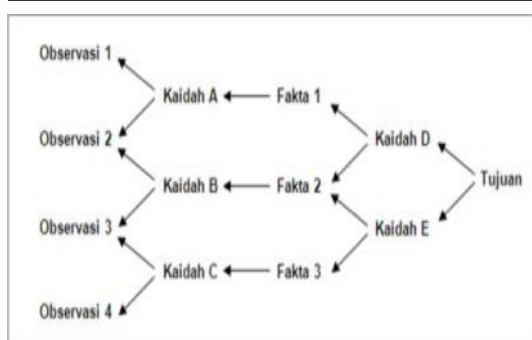 Observasi 1
Kaidah A
Fakta 1
Observasi 2
Kaidah D
Kaidah B
Fakta 2
Tujuan
Observasi 3
Kaidah E
Kaidah C
Fakta 3
Observasi 4